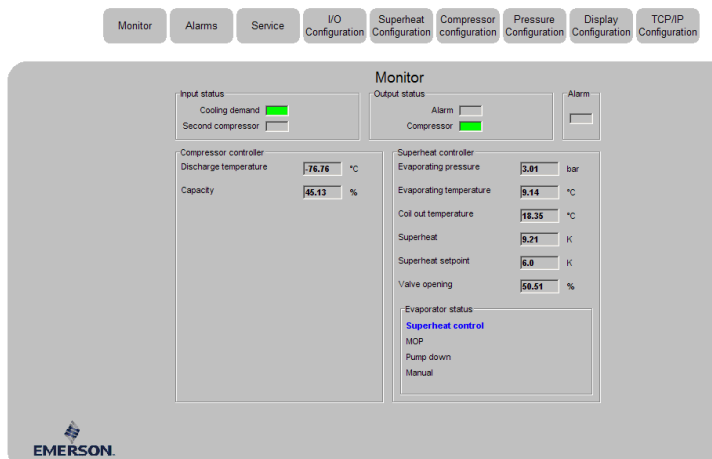 Monitor
Alarms
Service
I/O
Configuration
Superheat
Configuration
Compressor
configuration
Pressure
Configuration
Display
Configuration
TCP/IP
Configuration
Monitor
Input status
Cooling demand
Second compressor
Output status
Alarm
Compressor
Alarm
Compressor controller
Discharge temperature -76.76 °C
Capacity 45.13 %
Superheat controller
Evaporating pressure 3.01 bar
Evaporating temperature 9.14 °C
Coil out temperature 18.35 °C
Superheat 9.21 K
Superheat setpoint 6.0 K
Valve opening 50.51 %
Evaporator status
Superheat control
MOP
Pump down
Manual
EMERSON.